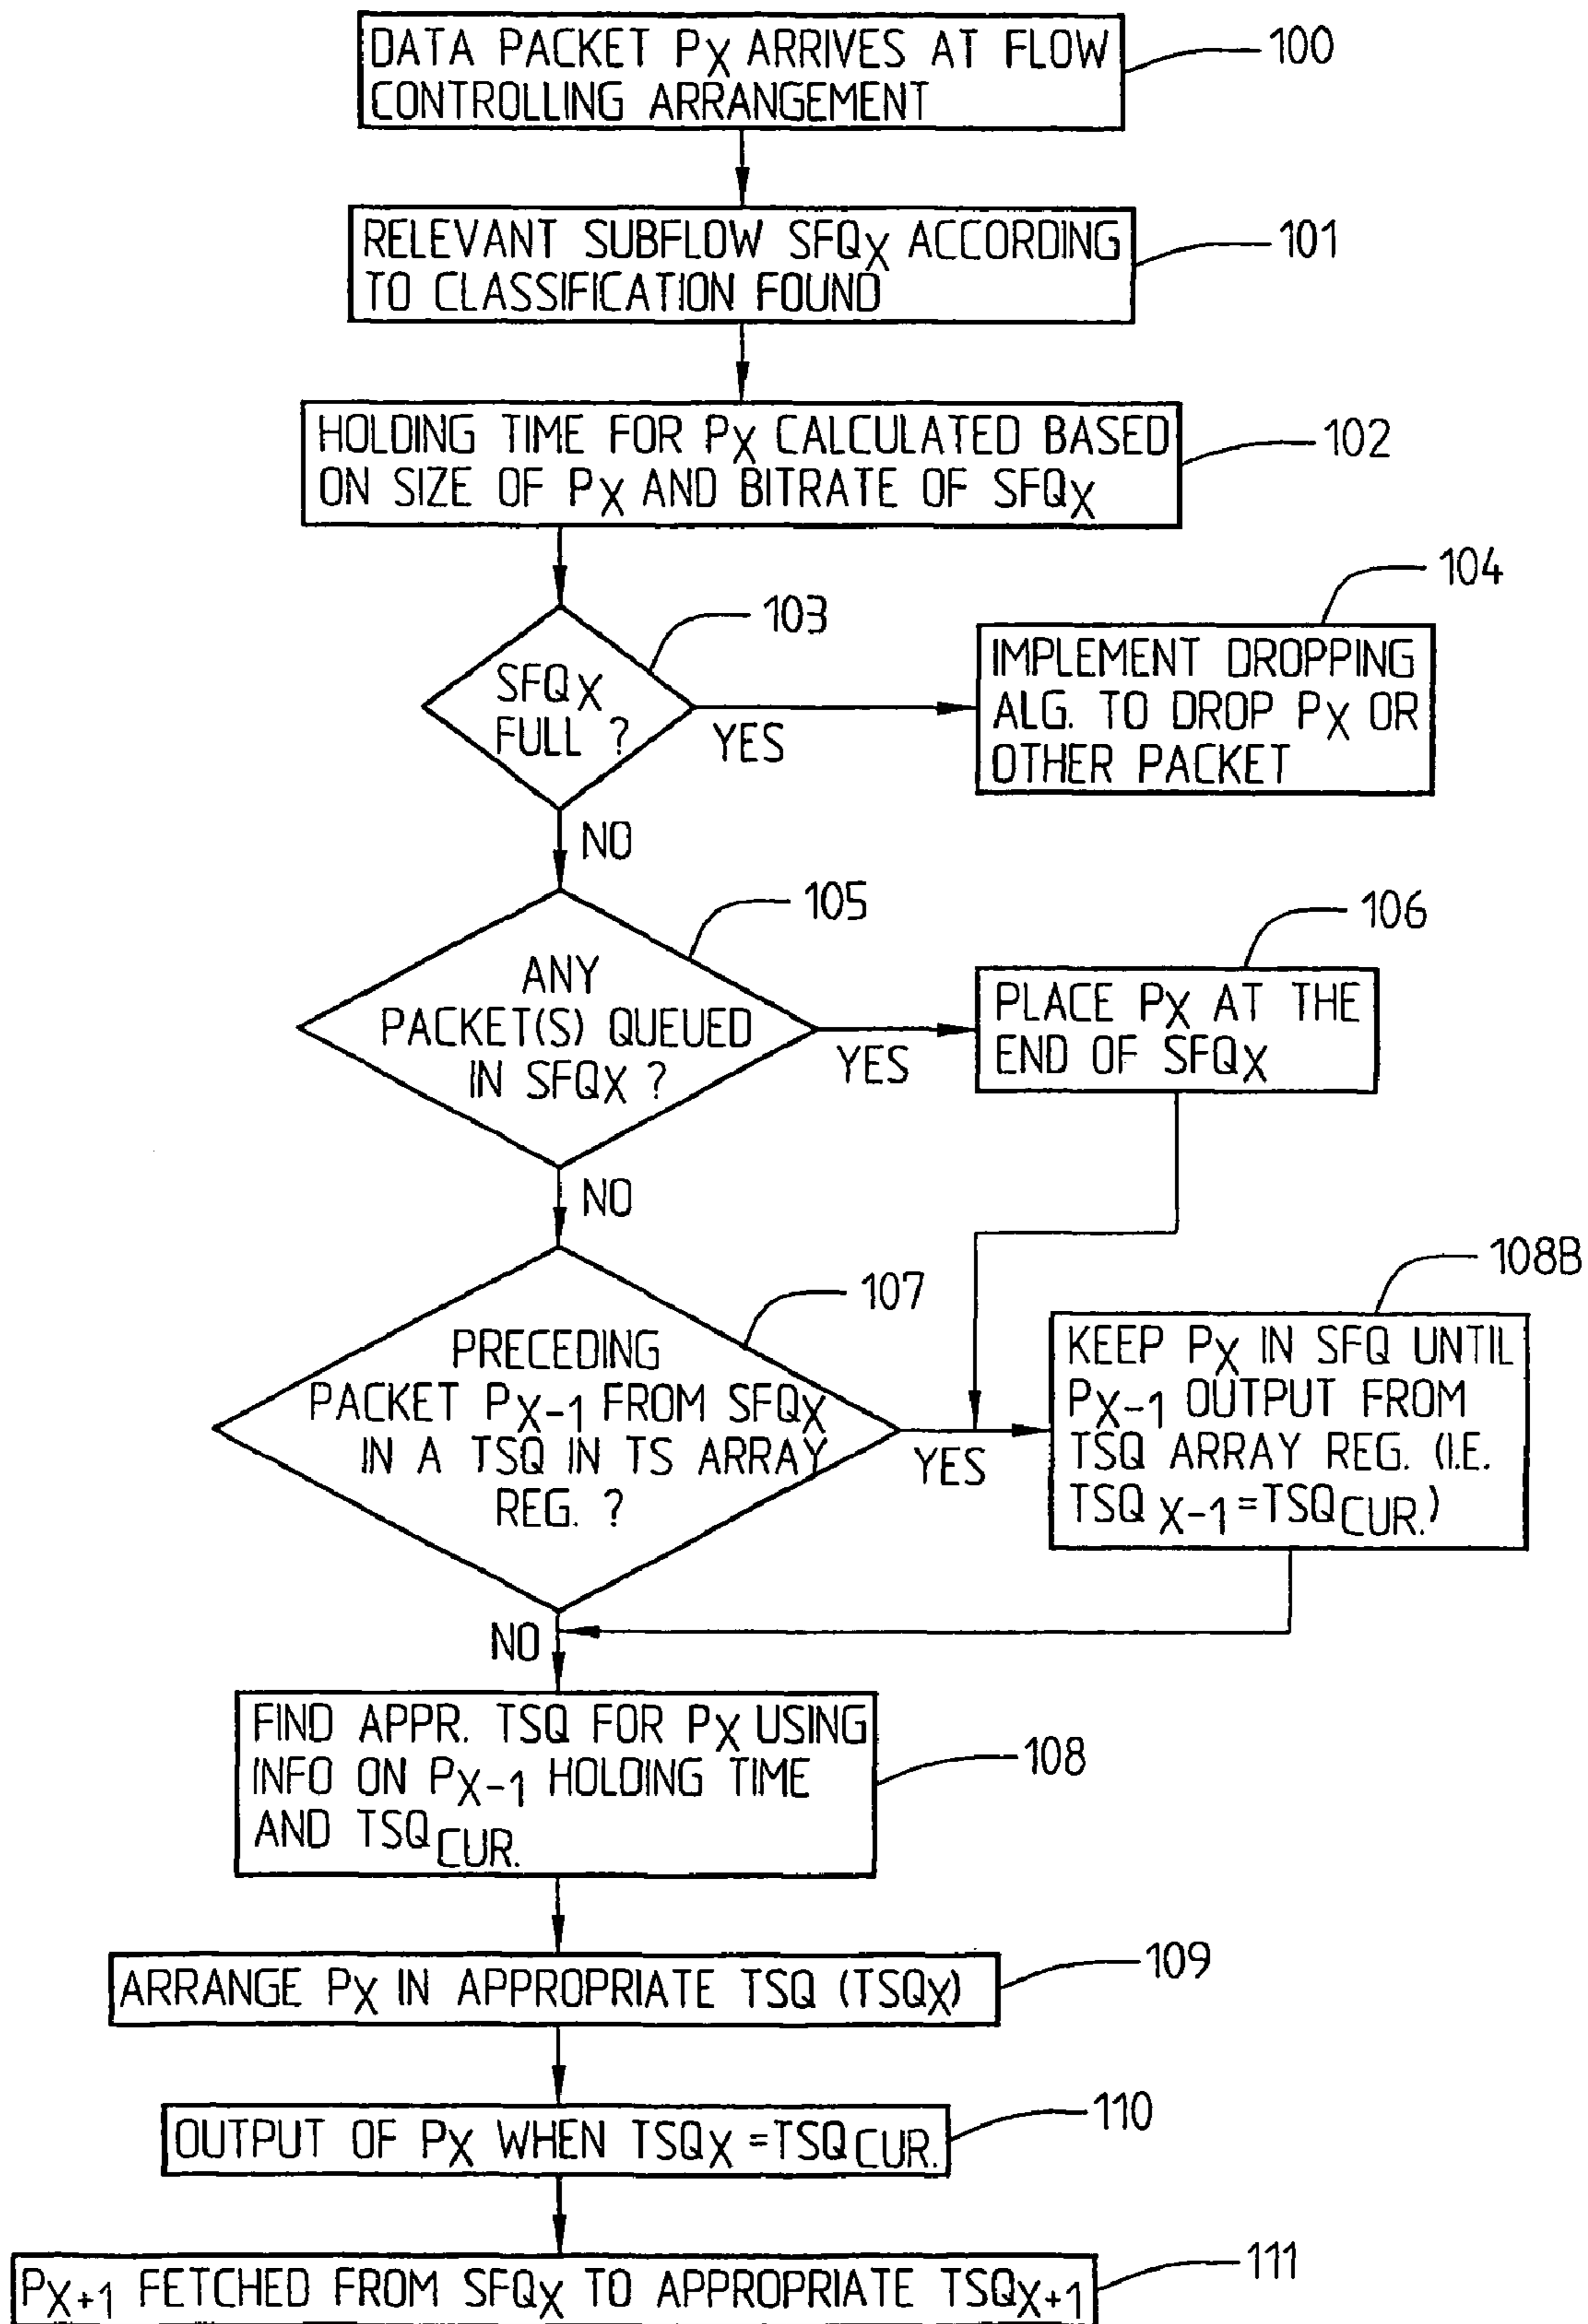 DATA PACKET PX ARRIVES AT FLOW
CONTROLLING ARRANGEMENT
100
RELEVANT SUBFLOW SFQX ACCORDING
TO CLASSIFICATION FOUND
101
HOLDING TIME FOR PX CALCULATED BASED
ON SIZE OF PX AND BITRATE OF SFQX
102
103
SFQX
FULL ?
YES
104
IMPLEMENT DROPPING
ALG. TO DROP PX OR
OTHER PACKET
NO
105
ANY
PACKET(S) QUEUED
IN SFQX ?
YES
106
PLACE PX AT THE
END OF SFQX
NO
107
PRECEDING
PACKET PX-1 FROM SFQX
IN A TSQ IN TS ARRAY
REG. ?
YES
108B
KEEP PX IN SFQ UNTIL
PX-1 OUTPUT FROM
TSQ ARRAY REG. (I.E.
TSQ X-1 =TSQCUR.)
NO
FIND APPR. TSQ FOR PX USING
INFO ON PX-1 HOLDING TIME
AND TSQCUR.
108
ARRANGE PX IN APPROPRIATE TSQ (TSQX)
109
OUTPUT OF PX WHEN TSQX =TSQCUR.
110
PX+1 FETCHED FROM SFQX TO APPROPRIATE TSQX+1
111